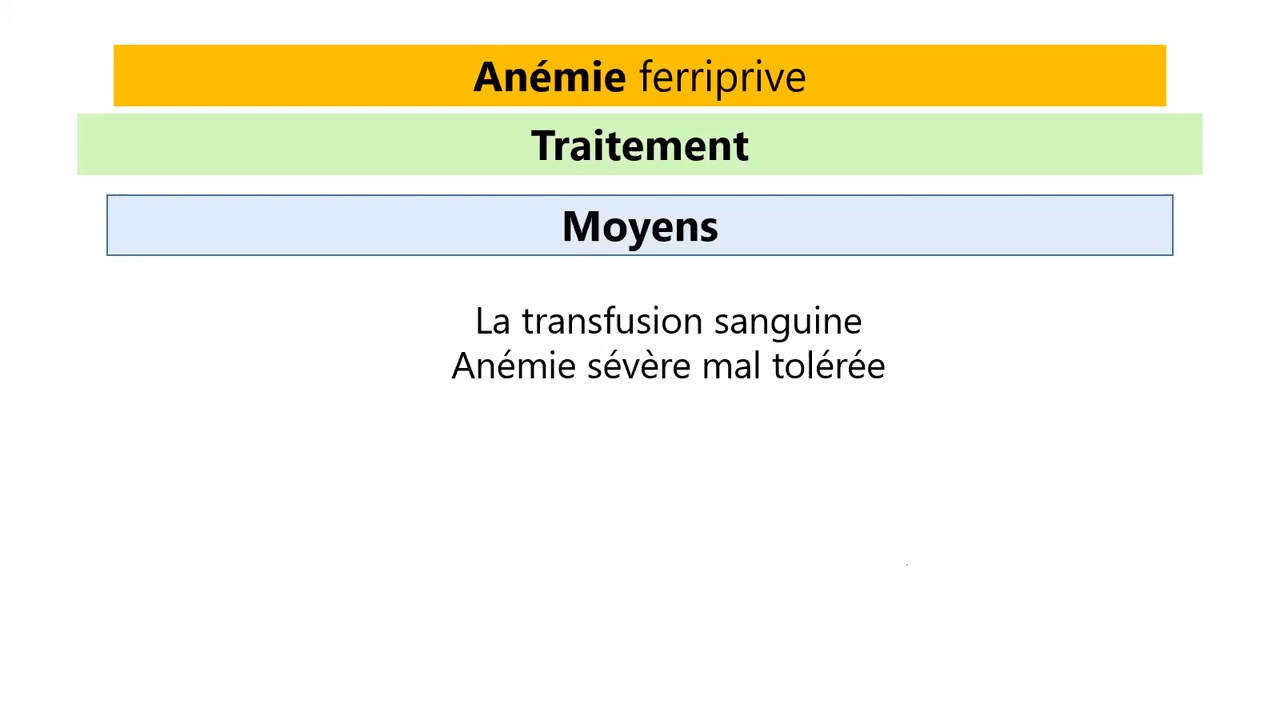 Anémie ferriprive
Traitement
Moyens
La transfusion sanguine
Anémie sévère mal tolérée